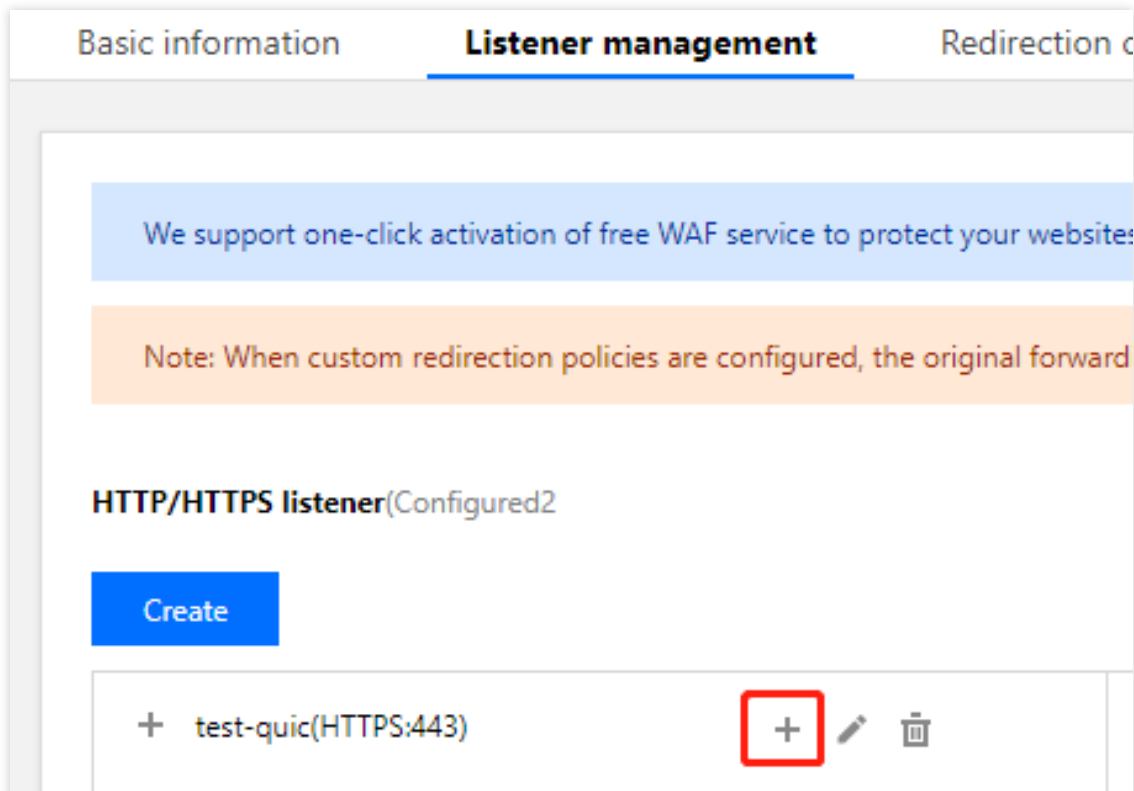 Basic information Listener management Redirection
We support one-click activation of free WAF service to protect your websites
Note: When custom redirection policies are configured, the original forward
HTTP/HTTPS listener(Configured2
Create
+ test-quic(HTTPS:443) +